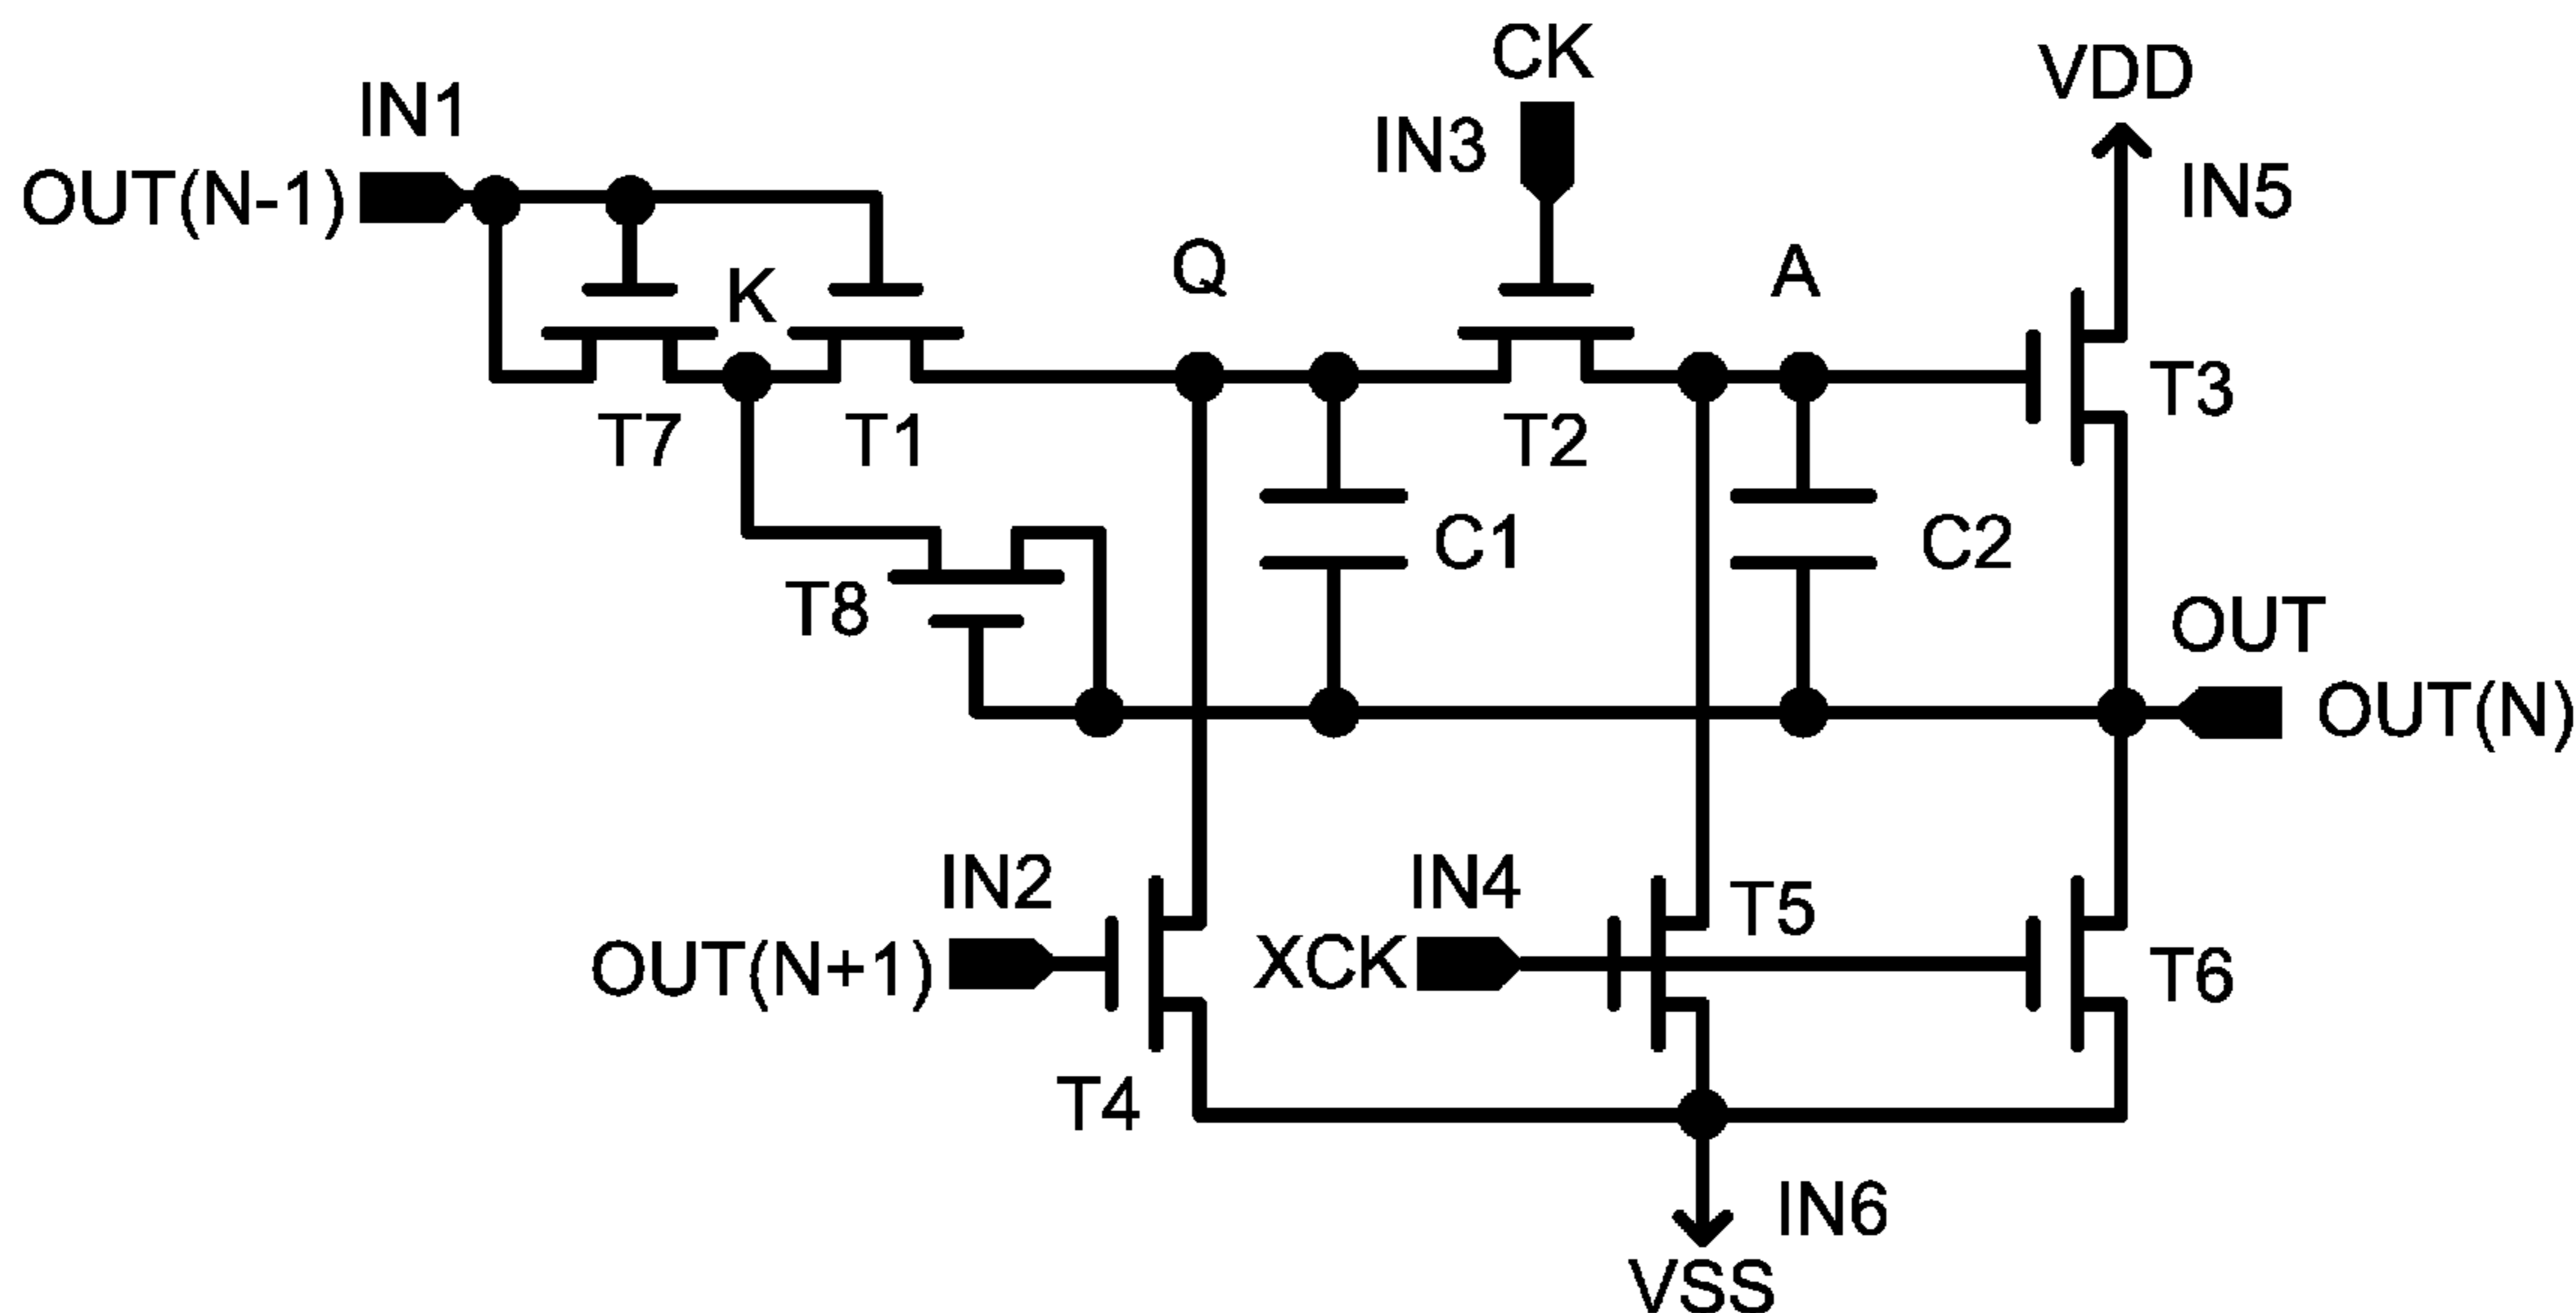 CK
VDD
IN1
IN3
OUT(N-1)
IN5
K
Q
A
T7
T1
T2
T3
C1
C2
T8
OUT
OUT(N)
IN2
IN4
T5
OUT(N+1)
XCK
T6
T4
IN6
VSS